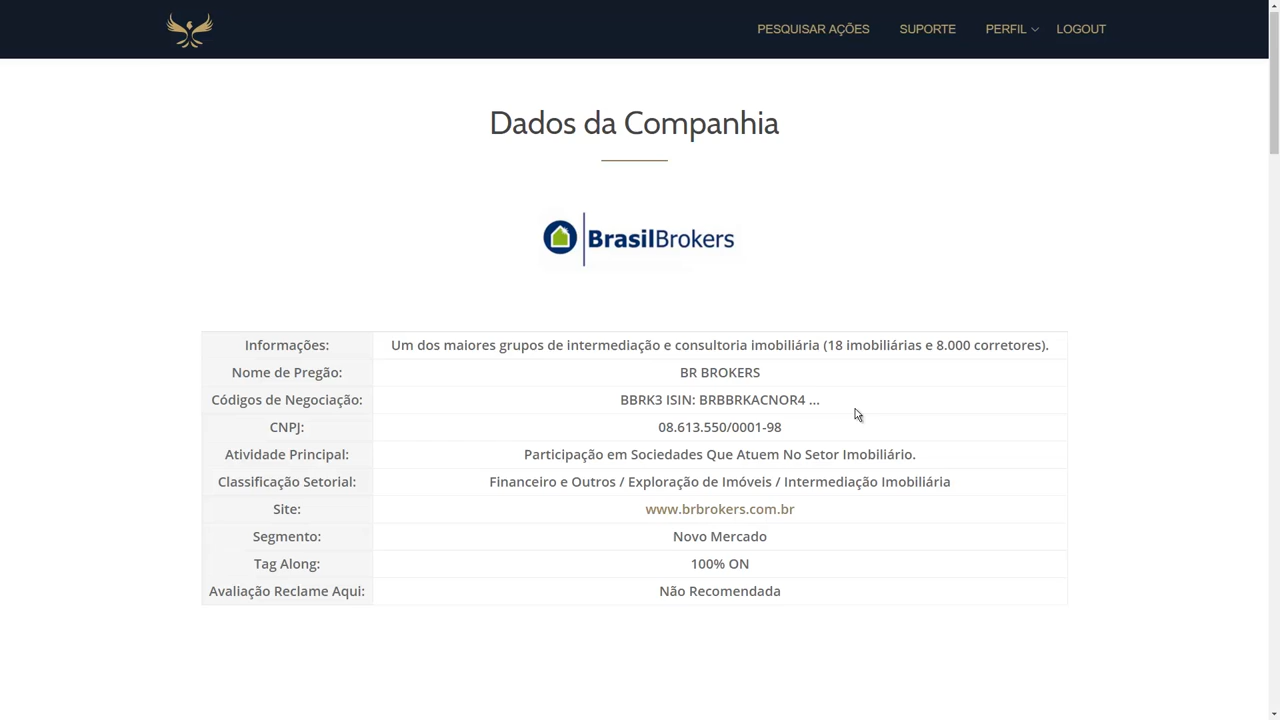 PESQUISAR AÇÕES SUPORTE PERFIL LOGOUT
Dados da Companhia
BrasilBrokers
Informações: Um dos maiores grupos de intermediação e consultoria imobiliária (18 imobiliárias e 8.000 corretores).
Nome de Pregão: BR BROKERS
Códigos de Negociação: BBRK3 ISIN: BRBBRKACNOR4 ...
CNPJ: 08.613.550/0001-98
Atividade Principal: Participação em Sociedades Que Atuem No Setor Imobiliário.
Classificação Setorial: Financeiro e Outros / Exploração de Imóveis / Intermediação Imobiliária
Site: www.brbrokers.com.br
Segmento: Novo Mercado
Tag Along: 100% ON
Avaliação Reclame Aqui: Não Recomendada